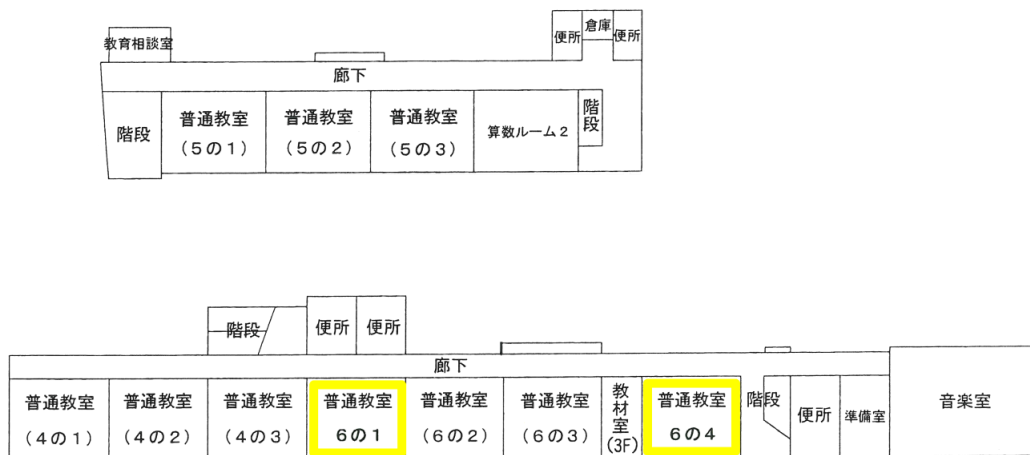 教育相談室
便所
倉庫
便所
廊下
階段
普通教室
(5の1)
普通教室
(5の2)
普通教室
(5の3)
算数ルーム2
階段
階段
便所
便所
廊下
普通教室
(4の1)
普通教室
(4の2)
普通教室
(4の3)
普通教室
6の1
普通教室
(6の2)
普通教室
(6の3)
教材室
(3F)
普通教室
6の4
階段
便所
準備室
音楽室